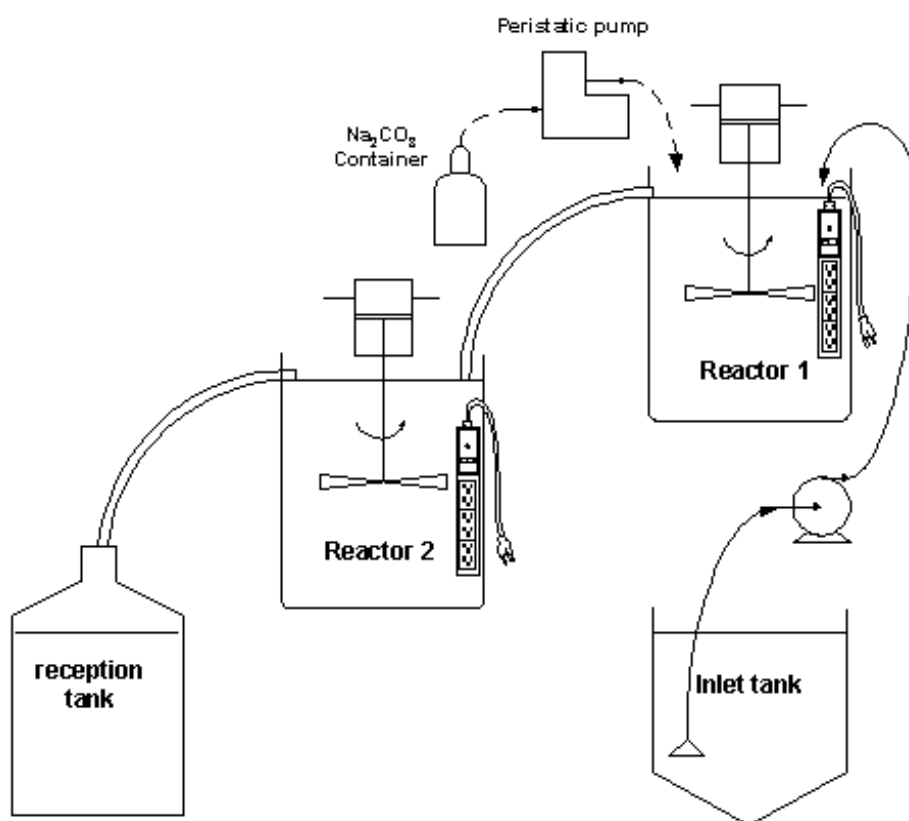 Peristatic pump
Na₂CO₃
Container
Reactor 1
Reactor 2
reception
tank
Inlet tank